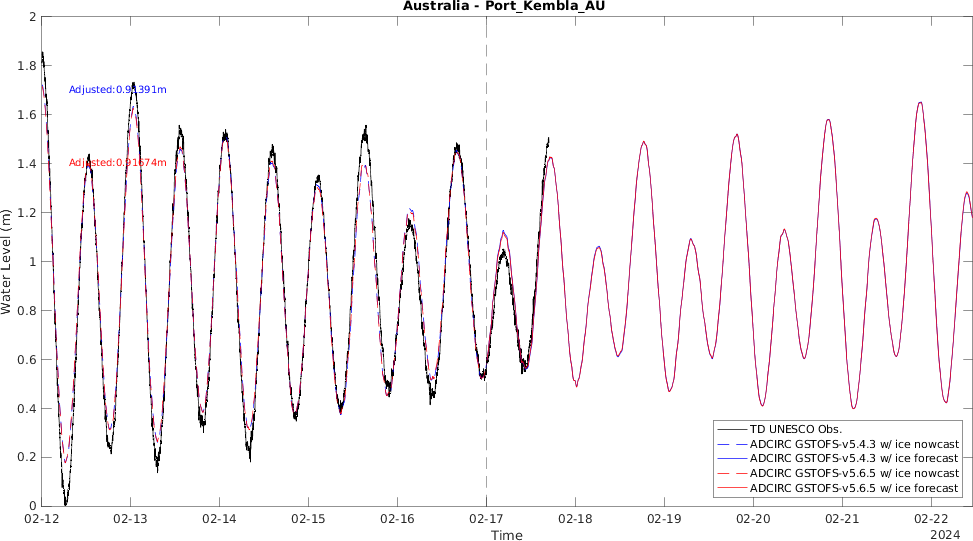 Australia - Port_Kembla_AU
2
1.8
1.6
1.4
1.2
1
0.8
0.6
0.4
0.2
0
Water Level (m)
Adjusted:0.91391m
Adjusted:0.91674m
TD UNESCO Obs.
ADCIRC GSTOFS-v5.4.3 w/ ice nowcast
ADCIRC GSTOFS-v5.4.3 w/ ice forecast
ADCIRC GSTOFS-v5.6.5 w/ ice nowcast
ADCIRC GSTOFS-v5.6.5 w/ ice forecast
02-12 02-13 02-14 02-15 02-16 02-17 02-18 02-19 02-20 02-21 02-22
Time
2024